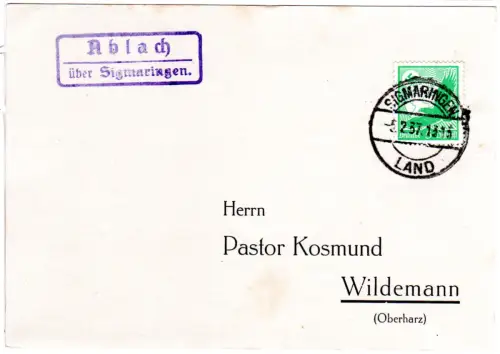 Ablach
über Sigmaringen.
SIGMARINGEN
LAND
Herrn
Pastor Kosmund
Wildemann
(Oberharz)